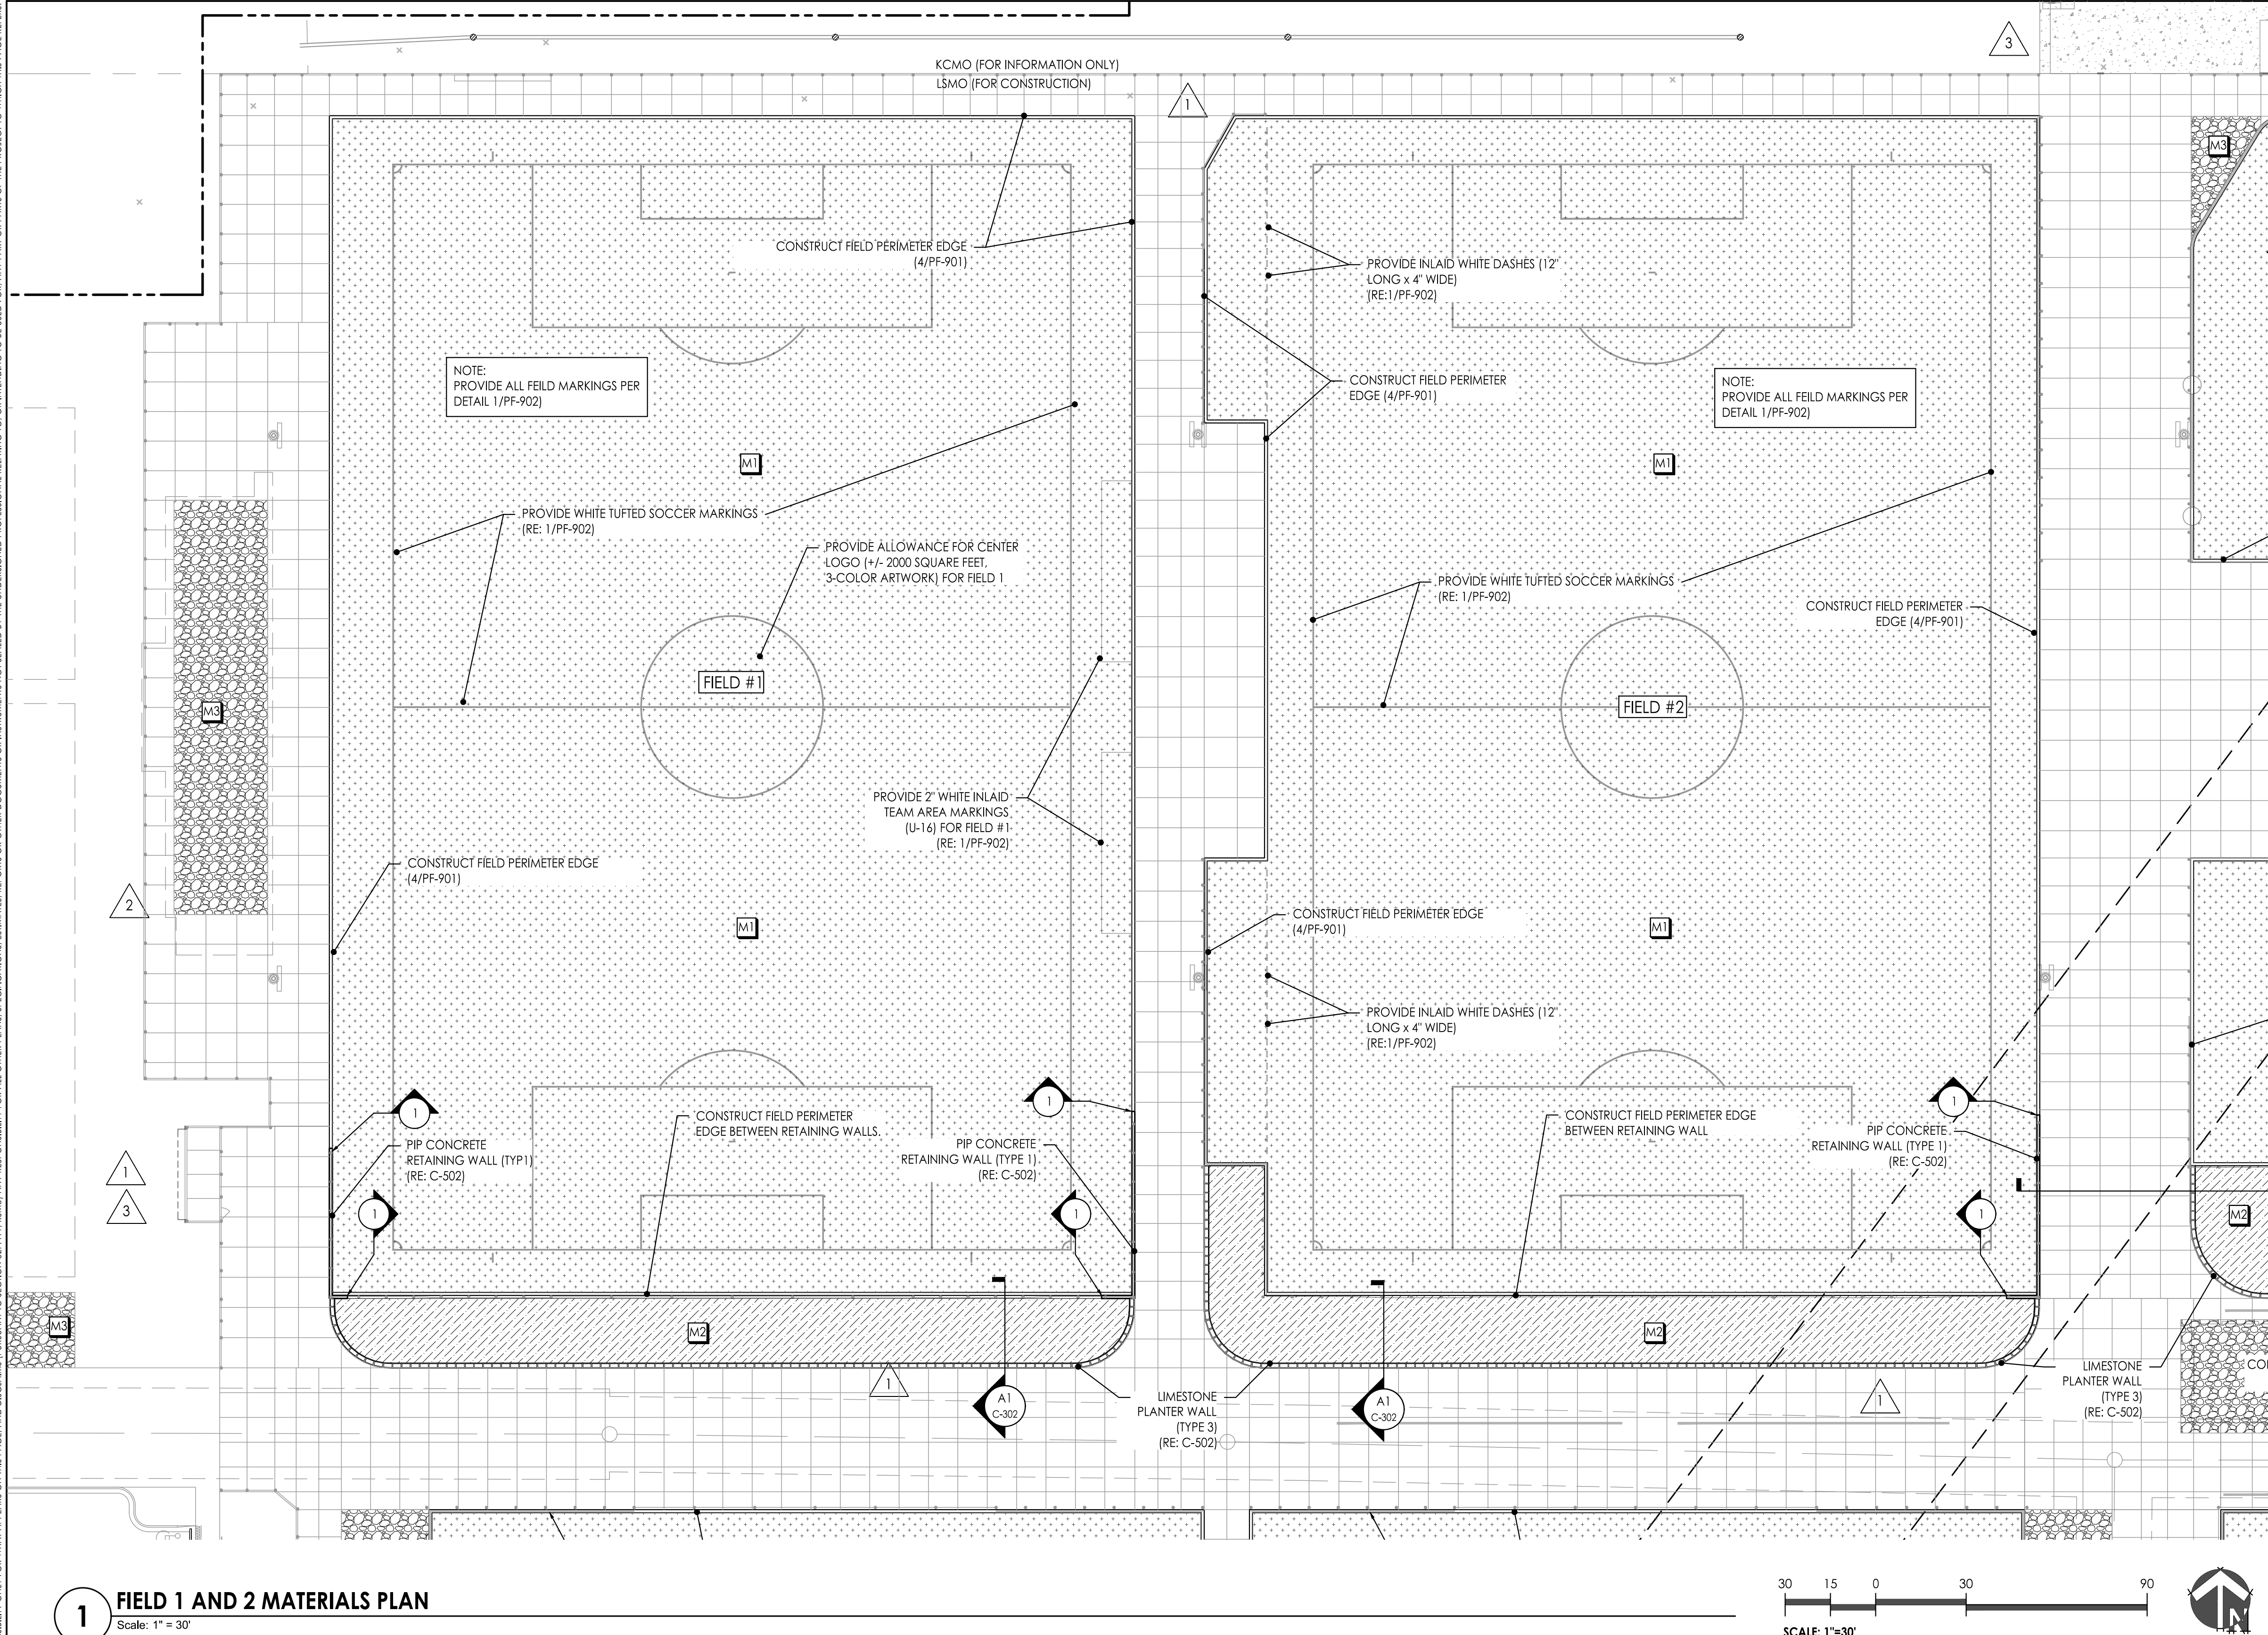 KCMO (FOR INFORMATION ONLY)
LSMO (FOR CONSTRUCTION)
3
1
M3
CONSTRUCT FIELD PERIMETER EDGE
(4/PF-901)
PROVIDE INLAID WHITE DASHES (12"
LONG x 4" WIDE)
(RE:1/PF-902)
NOTE:
PROVIDE ALL FEILD MARKINGS PER
DETAIL 1/PF-902)
CONSTRUCT FIELD PERIMETER
EDGE (4/PF-901)
NOTE:
PROVIDE ALL FEILD MARKINGS PER
DETAIL 1/PF-902)
M1
M1
PROVIDE WHITE TUFTED SOCCER MARKINGS
(RE: 1/PF-902)
PROVIDE ALLOWANCE FOR CENTER
LOGO (+/- 2000 SQUARE FEET,
3-COLOR ARTWORK) FOR FIELD 1
PROVIDE WHITE TUFTED SOCCER MARKINGS
(RE: 1/PF-902)
CONSTRUCT FIELD PERIMETER
EDGE (4/PF-901)
FIELD #1
FIELD #2
M3
PROVIDE 2" WHITE INLAID
TEAM AREA MARKINGS
(U-16) FOR FIELD #1
(RE: 1/PF-902)
CONSTRUCT FIELD PERIMETER EDGE
(4/PF-901)
2
M1
CONSTRUCT FIELD PERIMETER EDGE
(4/PF-901)
M1
PROVIDE INLAID WHITE DASHES (12"
LONG x 4" WIDE)
(RE:1/PF-902)
1
1
1
CONSTRUCT FIELD PERIMETER
EDGE BETWEEN RETAINING WALLS.
CONSTRUCT FIELD PERIMETER EDGE
BETWEEN RETAINING WALL
PIP CONCRETE
RETAINING WALL (TYP1)
(RE: C-502)
PIP CONCRETE
RETAINING WALL (TYPE 1)
(RE: C-502)
PIP CONCRETE
RETAINING WALL (TYPE 1)
(RE: C-502)
1
3
1
1
1
M2
M3
M2
M2
LIMESTONE
PLANTER WALL
(TYPE 3)
(RE: C-502)
LIMESTONE
PLANTER WALL
(TYPE 3)
(RE: C-502)
1
A1
C-302
A1
C-302
1
1
FIELD 1 AND 2 MATERIALS PLAN
Scale: 1" = 30'
30 15 0 30 90
SCALE: 1"=30'
N